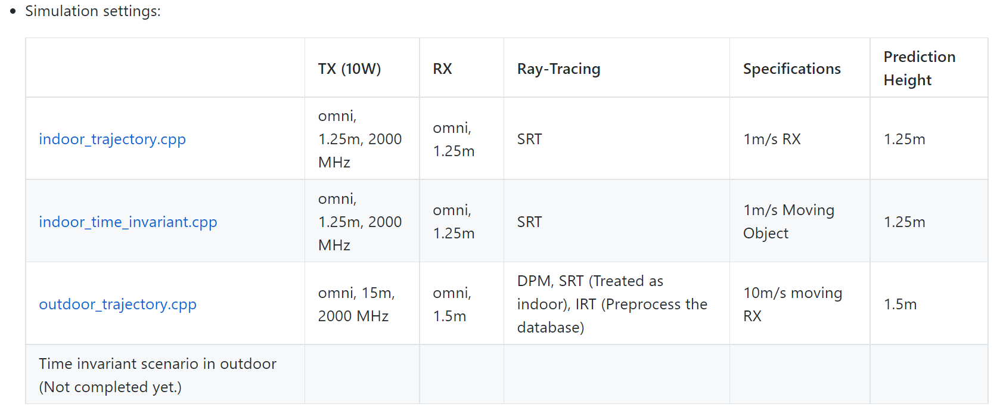 Simulation settings:
TX (10W)
RX
Ray-Tracing
Specifications
Prediction
Height
indoor_trajectory.cpp
omni,
1.25m, 2000
MHz
omni,
1.25m
SRT
1m/s RX
1.25m
indoor_time_invariant.cpp
omni,
1.25m, 2000
MHz
omni,
1.25m
SRT
1m/s Moving
Object
1.25m
outdoor_trajectory.cpp
omni, 15m,
2000 MHz
omni,
1.5m
DPM, SRT (Treated as
indoor), IRT (Preprocess the
database)
10m/s moving
RX
1.5m
Time invariant scenario in outdoor
(Not completed yet.)